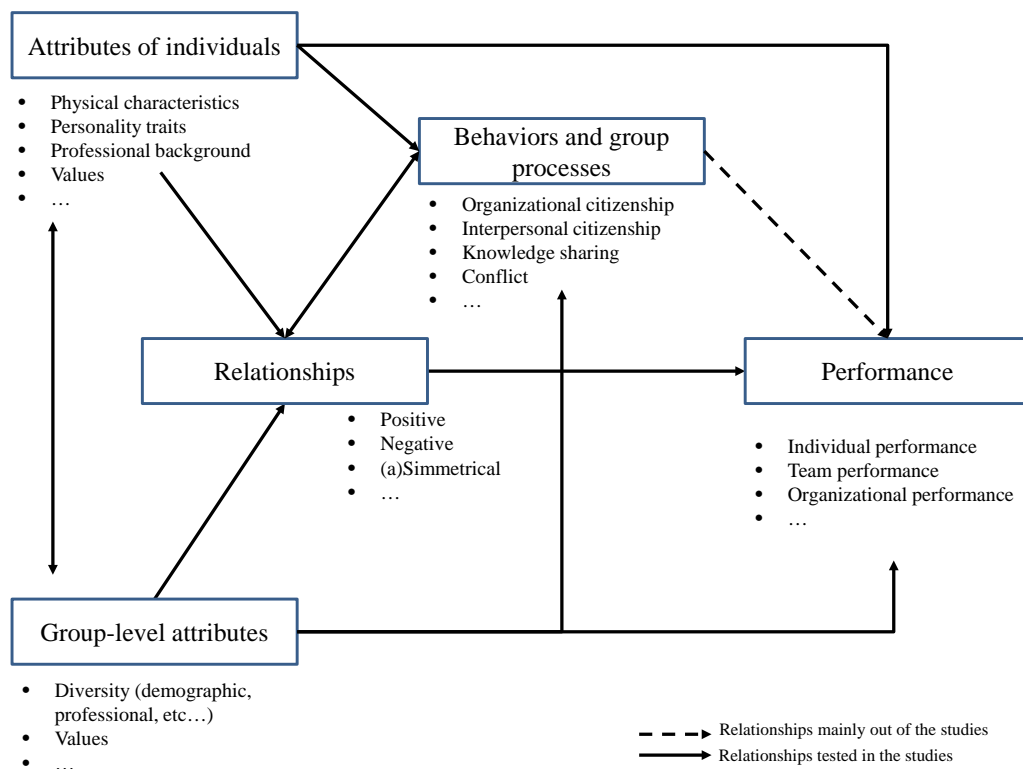 Attributes of individuals
• Physical characteristics
• Personality traits
• Professional background
• Values
• …
Behaviors and group
processes
• Organizational citizenship
• Interpersonal citizenship
• Knowledge sharing
• Conflict
• …
Relationships
• Positive
• Negative
• (a)Simmetrical
• …
Performance
• Individual performance
• Team performance
• Organizational performance
• …
Group-level attributes
• Diversity (demographic,
professional, etc…)
• Values
• …
Relationships mainly out of the studies
Relationships tested in the studies